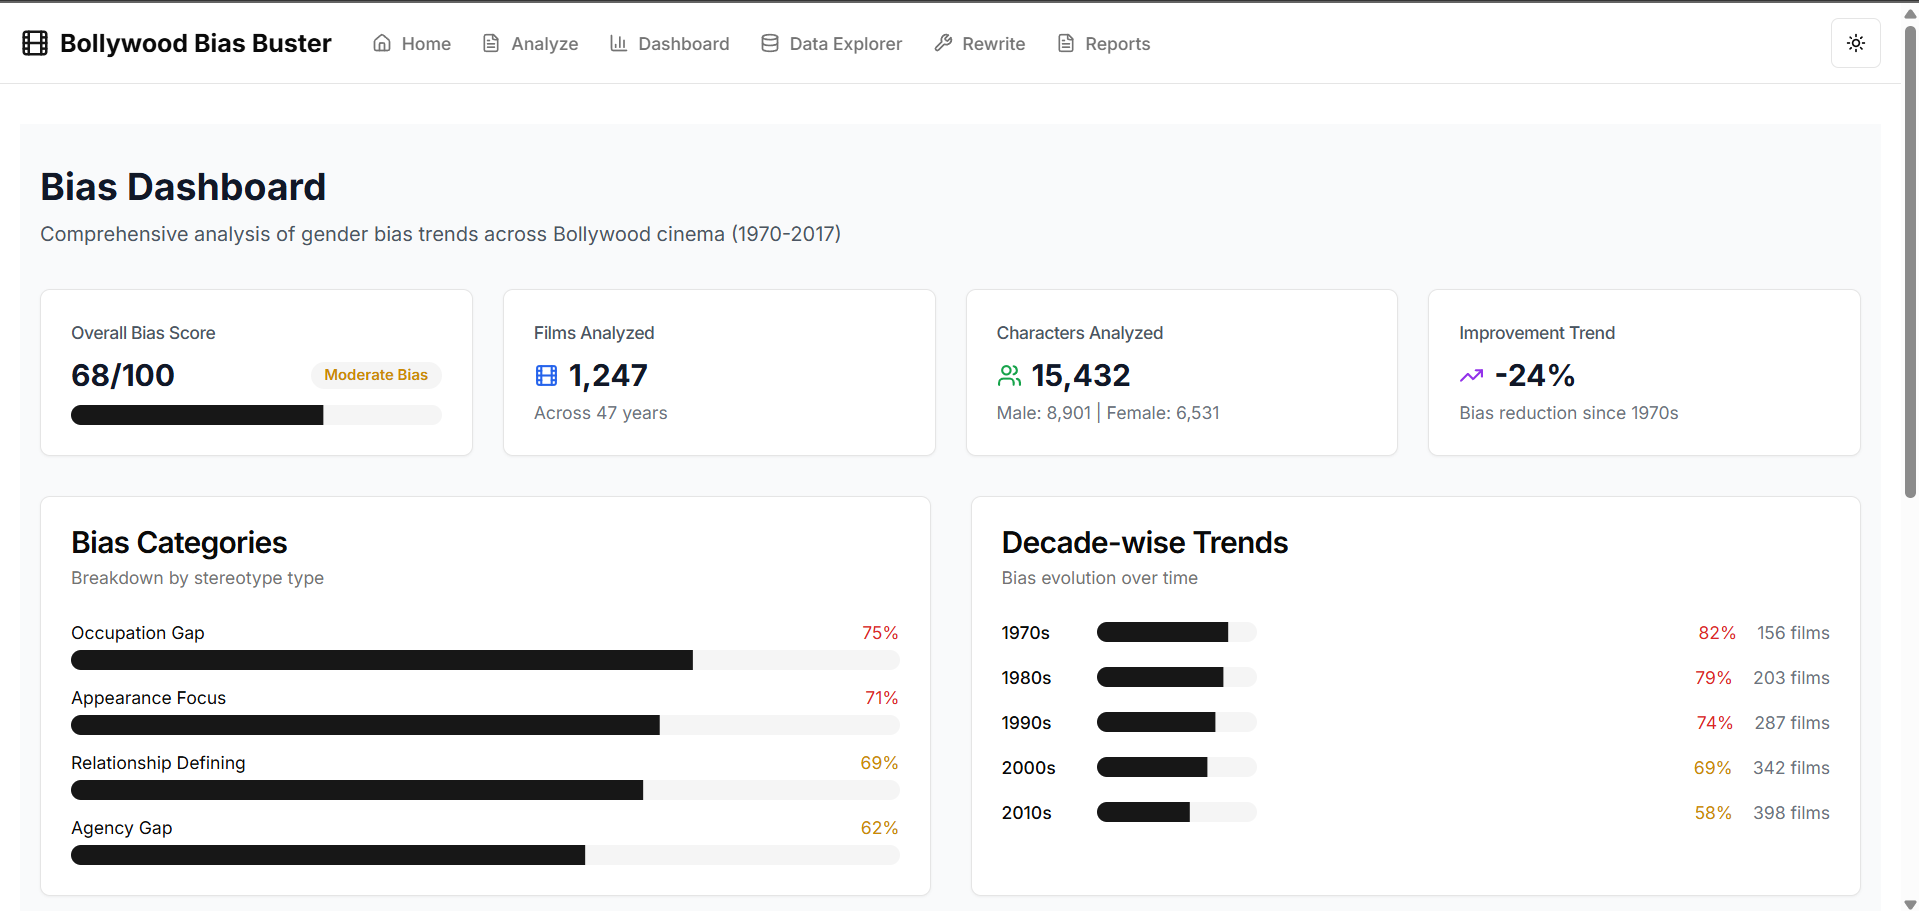 Bollywood Bias Buster
Home
Analyze
Dashboard
Data Explorer
Rewrite
Reports
Bias Dashboard
Comprehensive analysis of gender bias trends across Bollywood cinema (1970-2017)
Overall Bias Score
68/100
Moderate Bias
Films Analyzed
1,247
Across 47 years
Characters Analyzed
15,432
Male: 8,901 | Female: 6,531
Improvement Trend
-24%
Bias reduction since 1970s
Bias Categories
Breakdown by stereotype type
Occupation Gap 75%
Appearance Focus 71%
Relationship Defining 69%
Agency Gap 62%
Decade-wise Trends
Bias evolution over time
1970s 82% 156 films
1980s 79% 203 films
1990s 74% 287 films
2000s 69% 342 films
2010s 58% 398 films